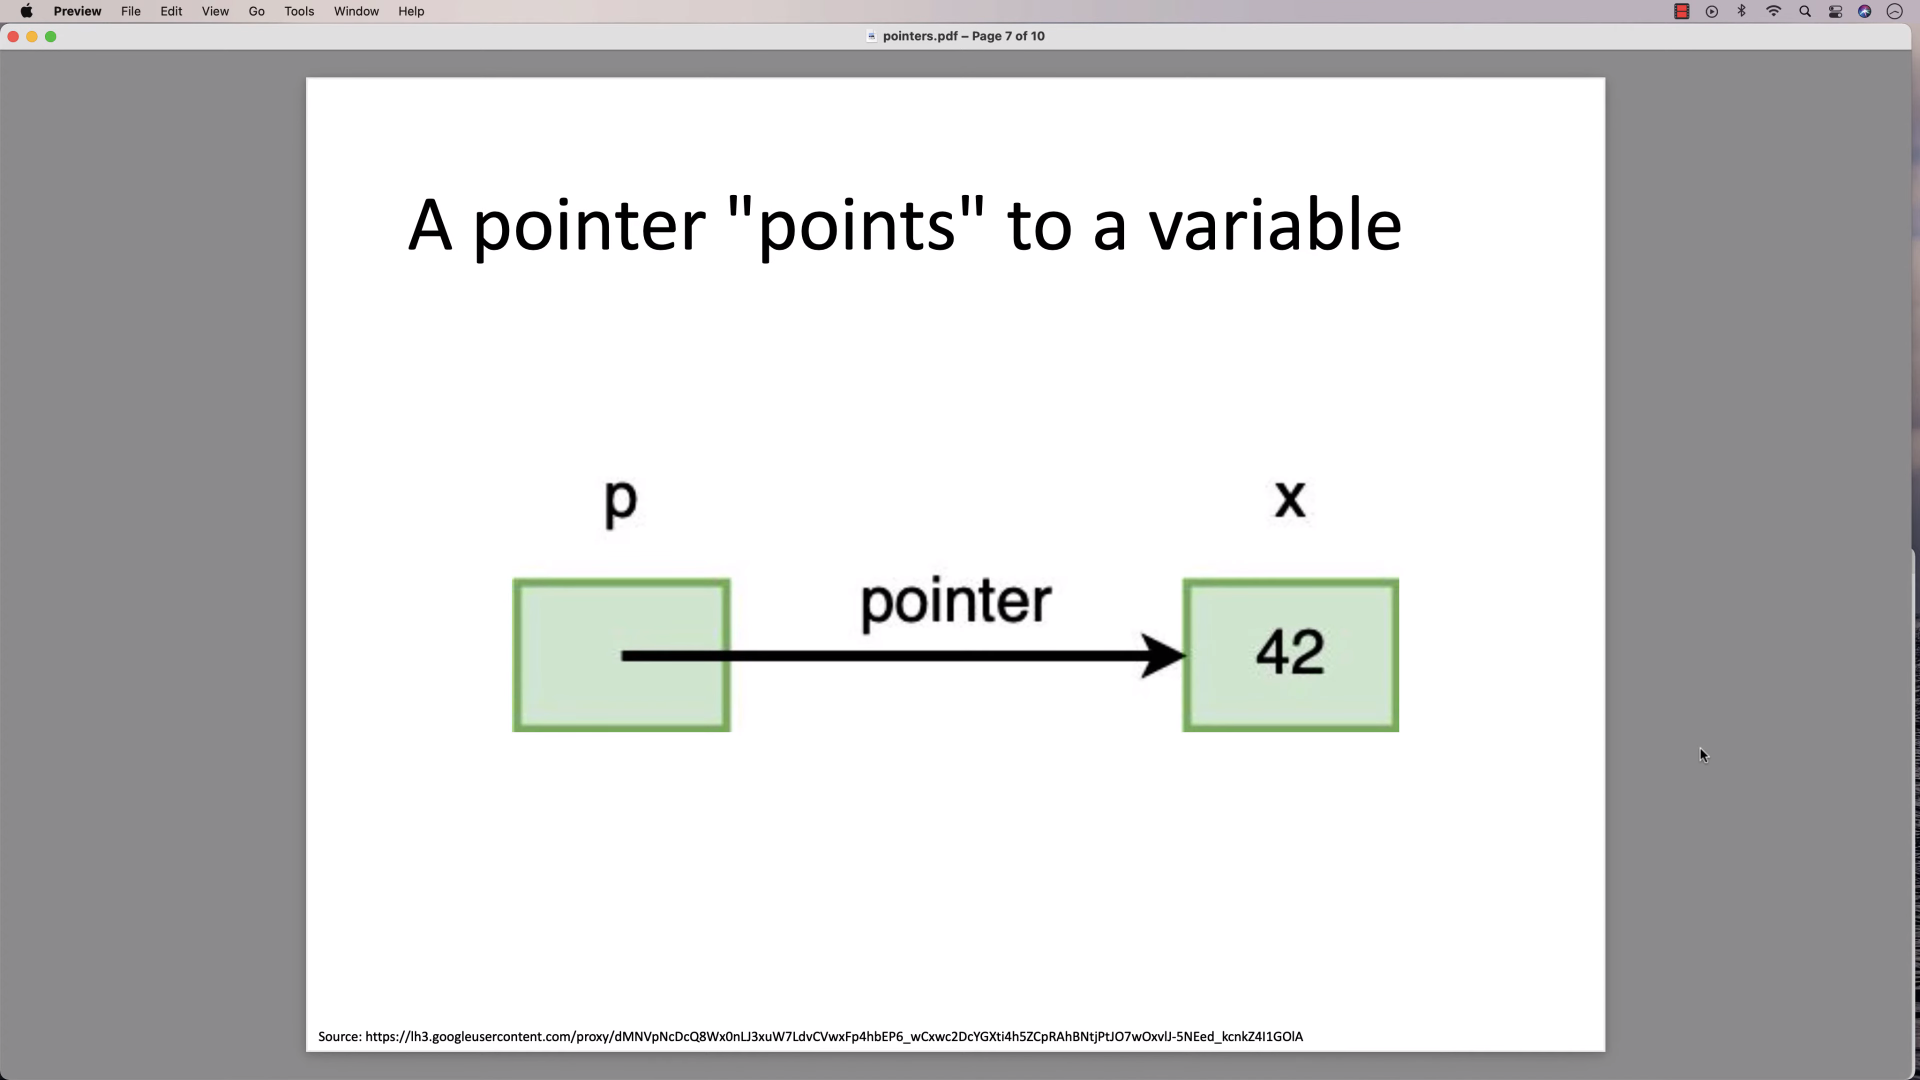 Preview File Edit View Go Tools Window Help
pointers.pdf – Page 7 of 10
A pointer "points" to a variable
p x
pointer
42
Source: https://lh3.googleusercontent.com/proxy/dMNVpNcDcQ8Wx0nLJ3xuW7LdvCVwxFp4hbEP6_wCxwc2DcYGXti4h5ZCpRAhBNtjPtJO7wOxvlJ-5NEed_kcnkZ4I1GOlA